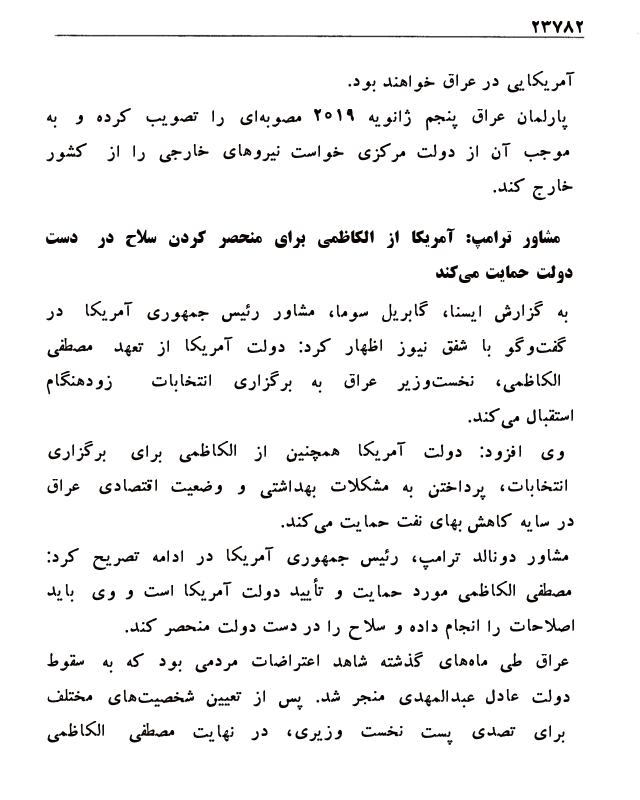 ۲۳۷۸۲
آمریکایی در عراق خواهند بود.
پارلمان عراق پنجم ژانویه ۲۰۱۹ مصوبه‌ای را تصویب کرده و به
موجب آن از دولت مرکزی خواست نیروهای خارجی را از کشور
خارج کند.
مشاور ترامپ: آمریکا از الکاظمی برای منحصر کردن سلاح در دست
دولت حمایت می‌کند
به گزارش ایسنا، گابریل سوما، مشاور رئیس جمهوری آمریکا در
گفت‌وگو با شفق نیوز اظهار کرد: دولت آمریکا از تعهد مصطفی
الکاظمی، نخست‌وزیر عراق به برگزاری انتخابات زودهنگام
استقبال می‌کند.
وی افزود: دولت آمریکا همچنین از الکاظمی برای برگزاری
انتخابات، پرداختن به مشکلات بهداشتی و وضعیت اقتصادی عراق
در سایه کاهش بهای نفت حمایت می‌کند.
مشاور دونالد ترامپ، رئیس جمهوری آمریکا در ادامه تصریح کرد:
مصطفی الکاظمی مورد حمایت و تأیید دولت آمریکا است و وی باید
اصلاحات را انجام داده و سلاح را در دست دولت منحصر کند.
عراق طی ماه‌های گذشته شاهد اعتراضات مردمی بود که به سقوط
دولت عادل عبدالمهدی منجر شد. پس از تعیین شخصیت‌های مختلف
برای تصدی پست نخست وزیری، در نهایت مصطفی الکاظمی